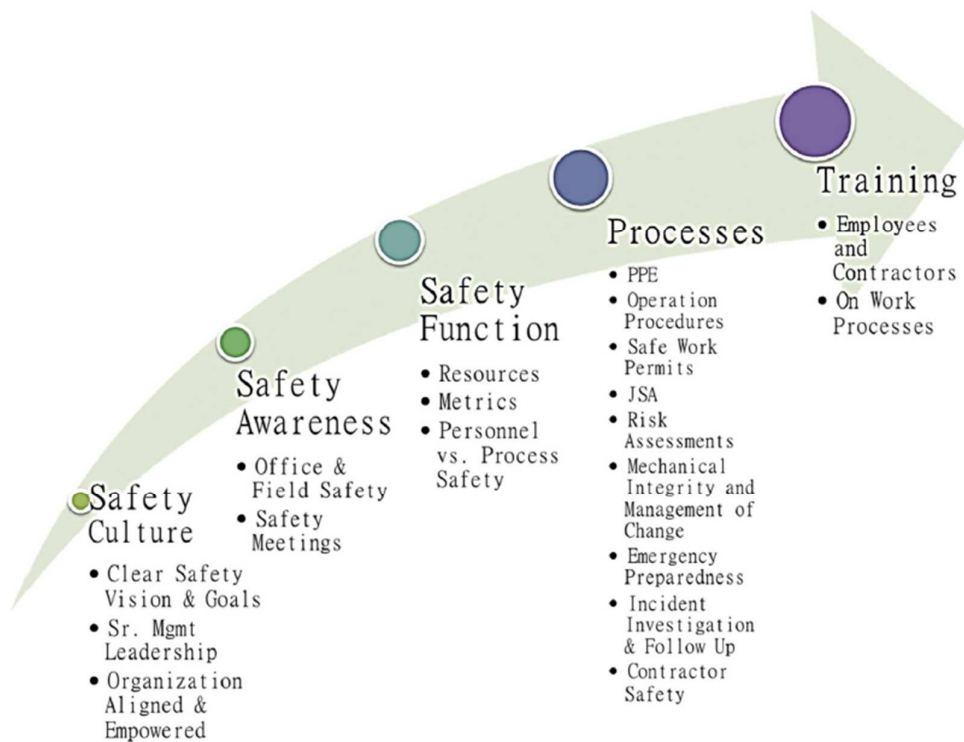 Safety
Culture
• Clear Safety
Vision & Goals
• Sr. Mgmt
Leadership
• Organization
Aligned &
Empowered
Safety
Awareness
• Office &
Field Safety
• Safety
Meetings
Safety
Function
• Resources
• Metrics
• Personnel
vs. Process
Safety
Processes
• PPE
• Operation
Procedures
• Safe Work
Permits
• JSA
• Risk
Assessments
• Mechanical
Integrity and
Management of
Change
• Emergency
Preparedness
• Incident
Investigation
& Follow Up
• Contractor
Safety
Training
• Employees
and
Contractors
• On Work
Processes